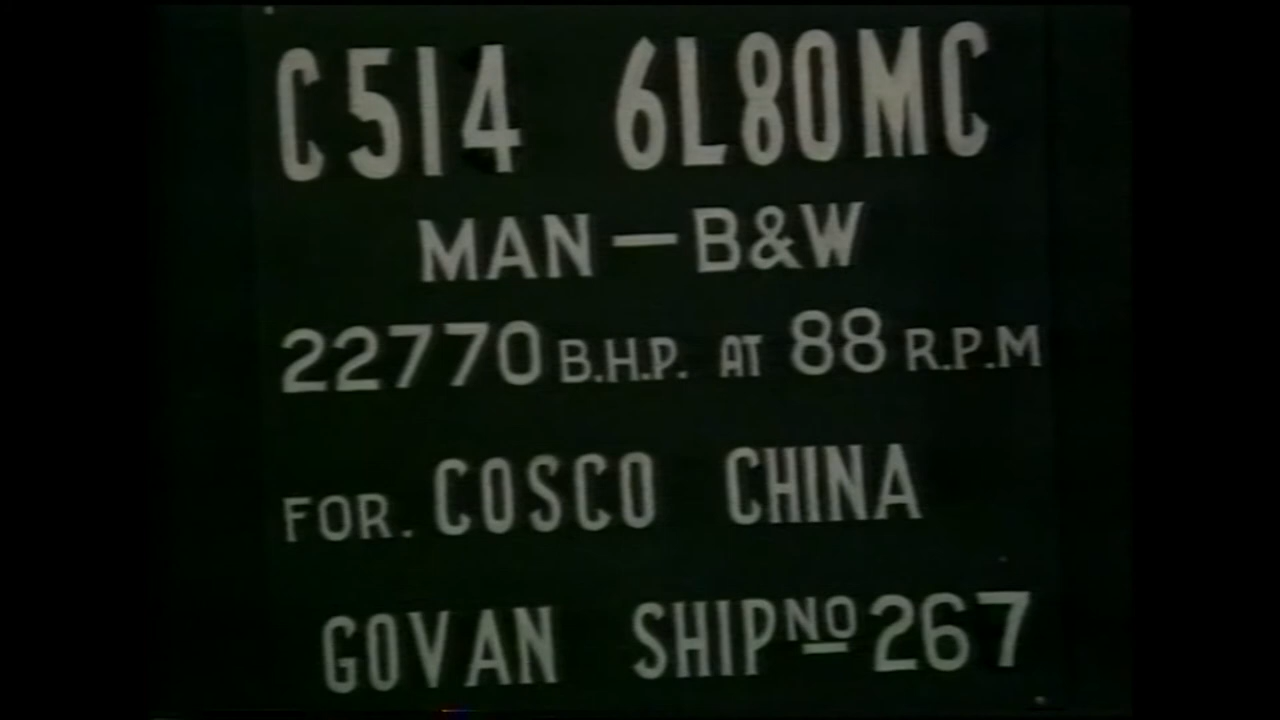 C514 6L80MC
MAN—B&W
22770 B.H.P. AT 88 R.P.M
FOR. COSCO CHINA
GOVAN SHIP NO 267